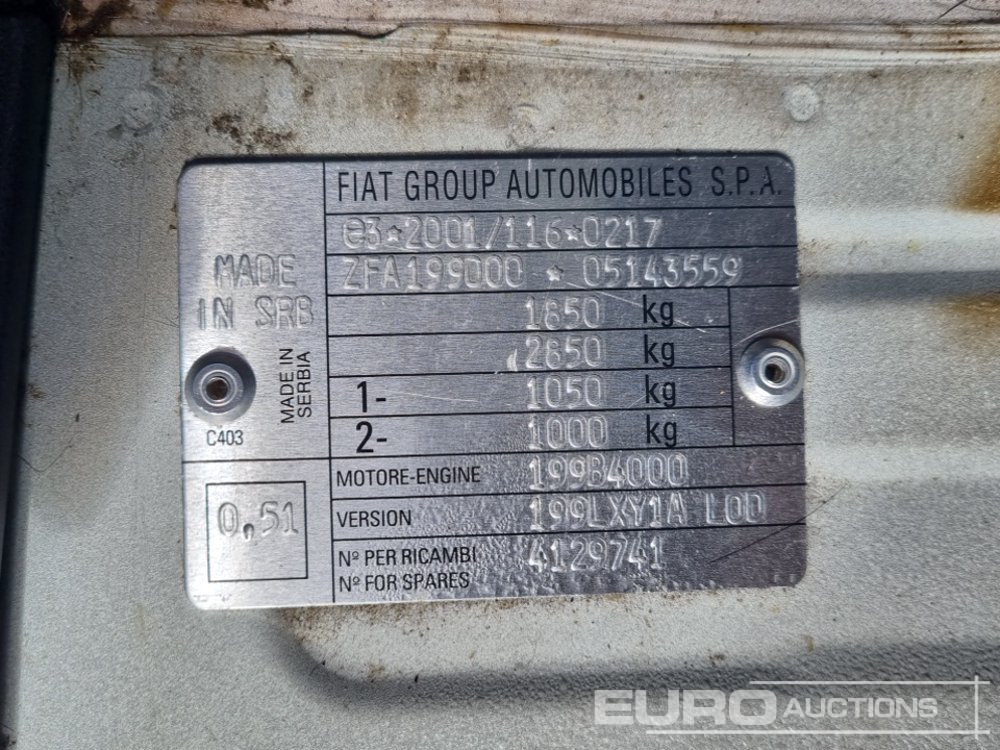 FIAT GROUP AUTOMOBILES S.P.A.
e3*2001/116*0217
ZFA199000 * 05143559
MADE
IN SRB
MADE IN
SERBIA
C403
1850 kg
2850 kg
1- 1050 kg
2- 1000 kg
0,51
MOTORE-ENGINE 199B4000
VERSION 199LXY1A LOD
Nº PER RICAMBI 4129741
Nº FOR SPARES
EURO AUCTIONS